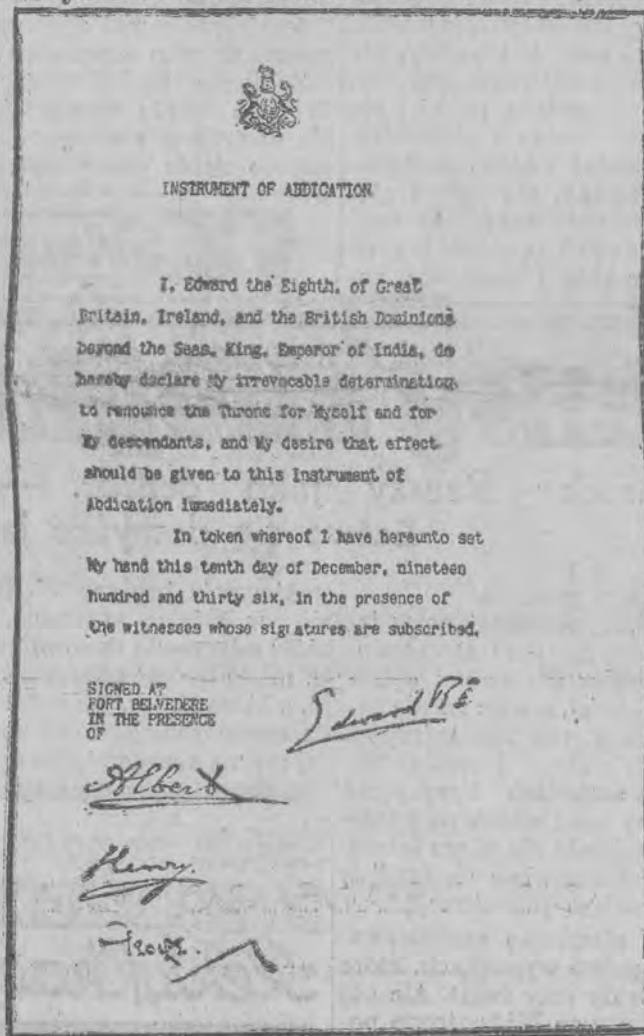 INSTRUMENT OF ABDICATION
I, Edward the Eighth, of Great
Britain, Ireland, and the British Dominions
beyond the Seas, King, Emperor of India, do
hereby declare My irrevocable determination
to renounce the Throne for Myself and for
My descendants, and My desire that effect
should be given to this Instrument of
Abdication immediately.
In token whereof I have hereunto set
My hand this tenth day of December, nineteen
hundred and thirty six, in the presence of
the witnesses whose signatures are subscribed.
SIGNED AT
FORT BELVEDERE
IN THE PRESENCE
OF
Edward RI
Albert
Henry.